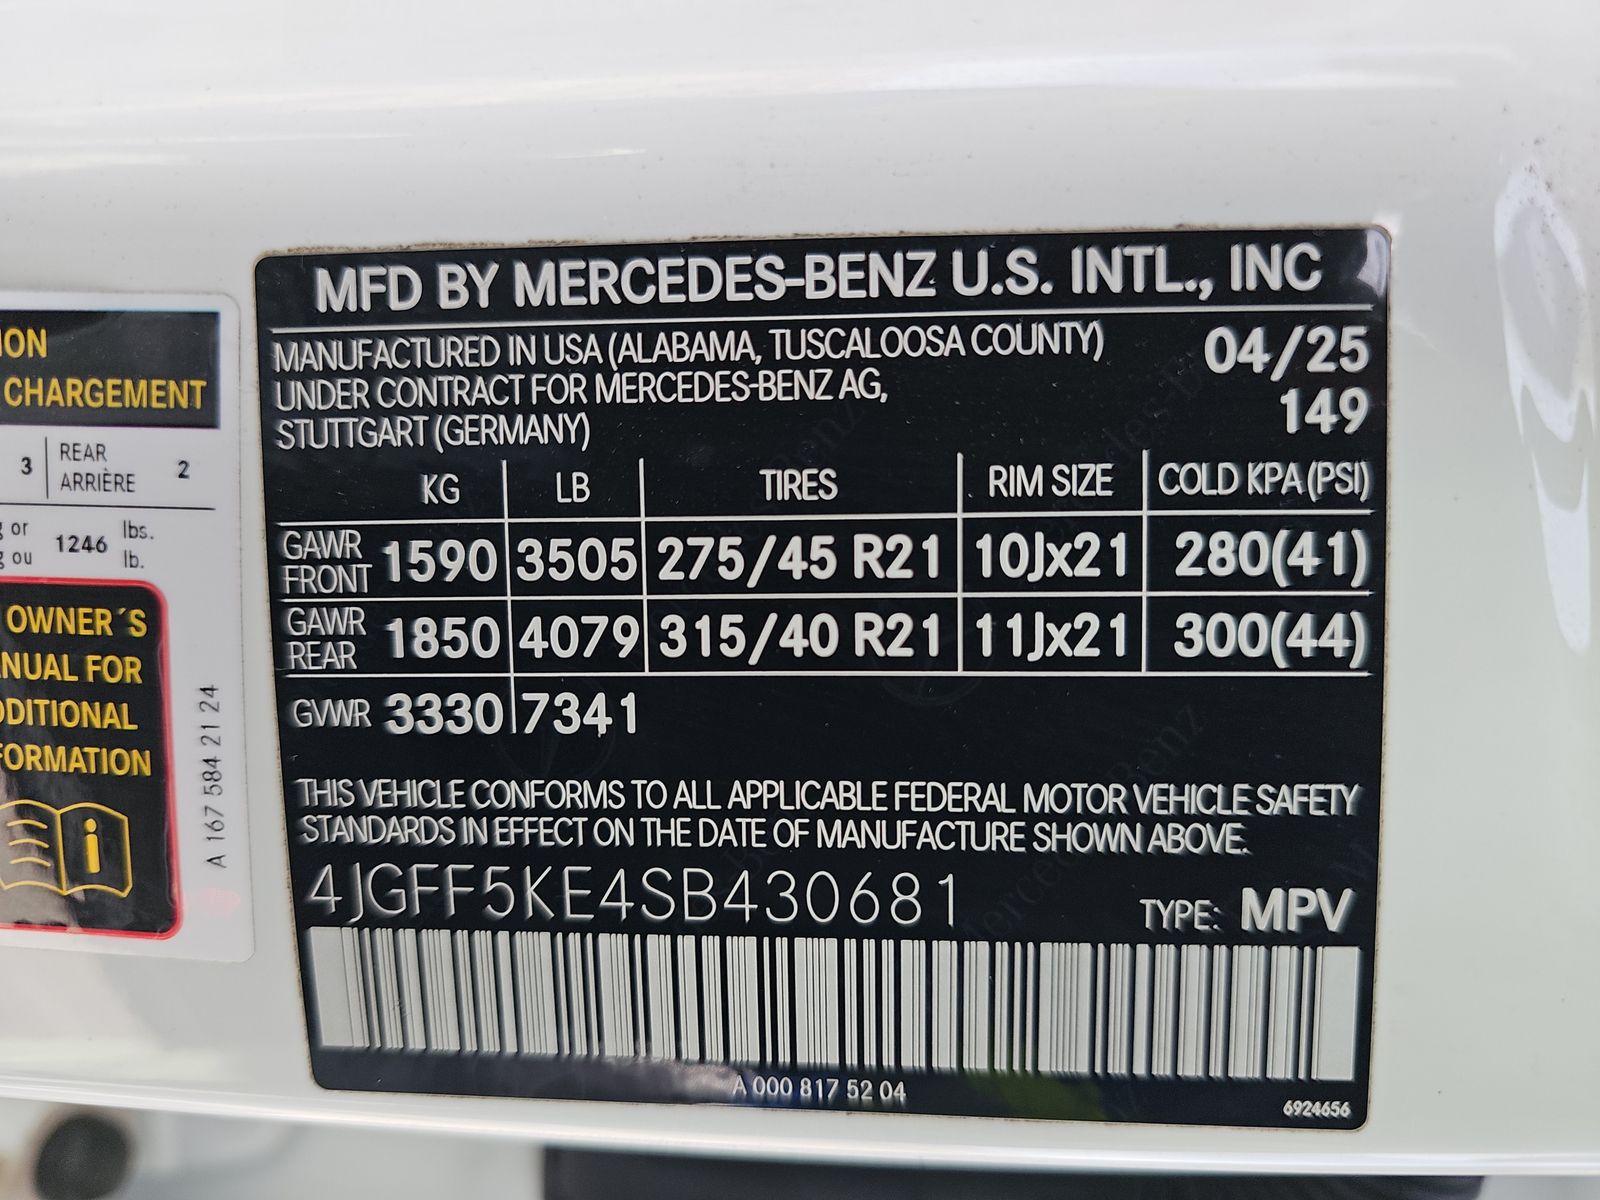 ION
CHARGEMENT
3 REAR
ARRIÈRE 2
g or
g ou 1246 lbs.
lb.
OWNER´S
NUAL FOR
DDITIONAL
FORMATION
i
A 167 584 21 24
MFD BY MERCEDES-BENZ U.S. INTL., INC
MANUFACTURED IN USA (ALABAMA, TUSCALOOSA COUNTY) 04/25
UNDER CONTRACT FOR MERCEDES-BENZ AG, 149
STUTTGART (GERMANY)
KG LB TIRES RIM SIZE COLD KPA (PSI)
GAWR FRONT 1590 3505 275/45 R21 10Jx21 280(41)
GAWR REAR 1850 4079 315/40 R21 11Jx21 300(44)
GVWR 3330 7341
THIS VEHICLE CONFORMS TO ALL APPLICABLE FEDERAL MOTOR VEHICLE SAFETY
STANDARDS IN EFFECT ON THE DATE OF MANUFACTURE SHOWN ABOVE.
4JGFF5KE4SB430681 TYPE: MPV
A 000 817 52 04
6924656